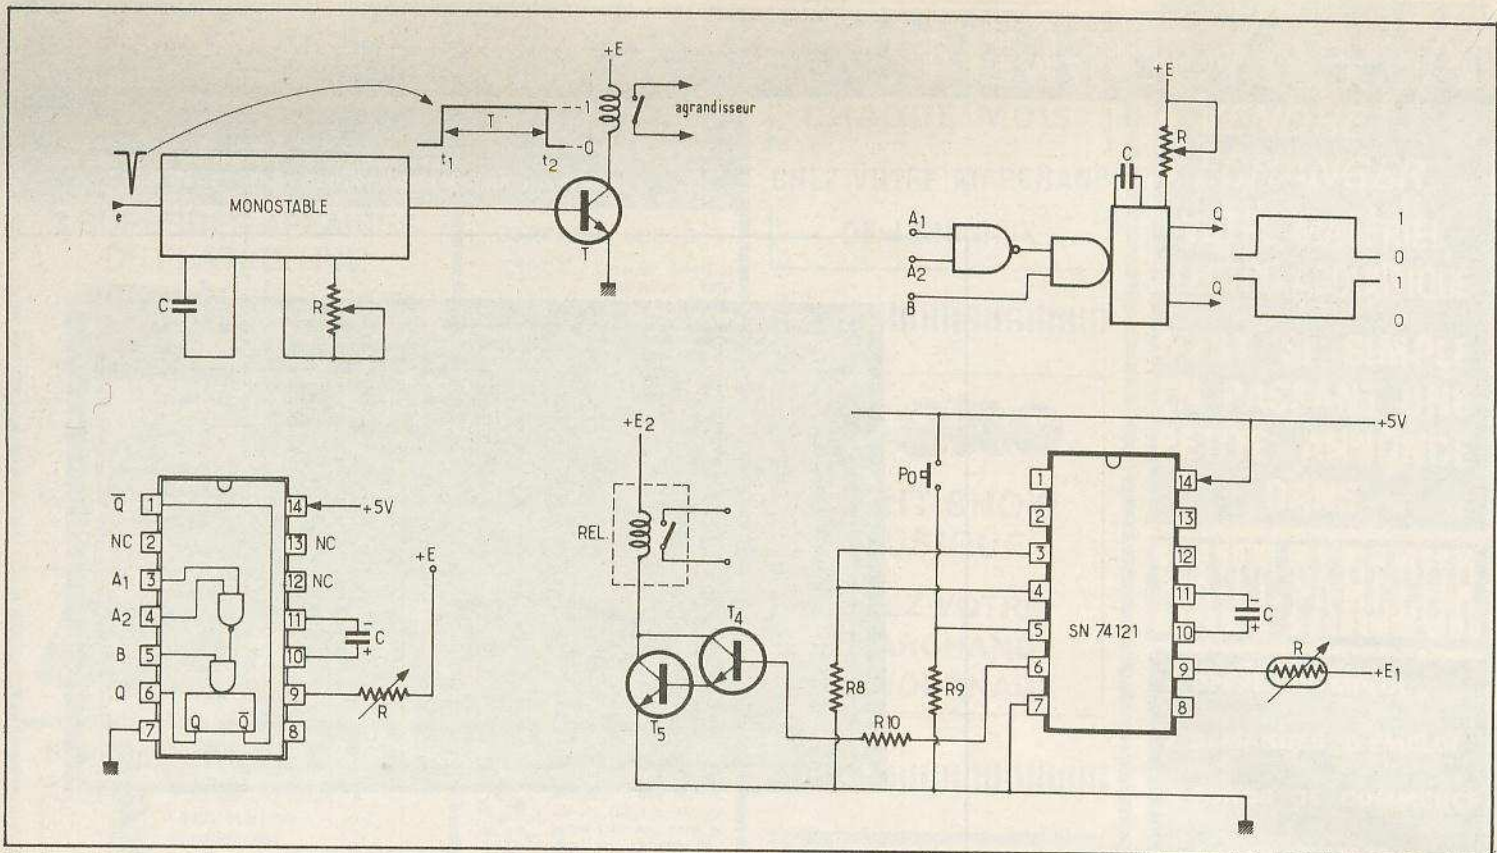 +E
1
agrandisseur
T
0
t1
t2
e
MONOSTABLE
T
C
R
+E
R
C
A1
A2
B
Q
Q
1
0
1
0
Q̅ 1
NC 2
A1 3
A2 4
B 5
Q 6
7
14 +5V
13 NC
12 NC
11
10
9
8
Q Q̅
- C +
R
+E
+E2
REL.
T4
T5
R8
R9
R10
P0
+5V
1
2
3
4
5
6
7
SN 74121
14
13
12
11
10
9
8
- C +
R
+E1